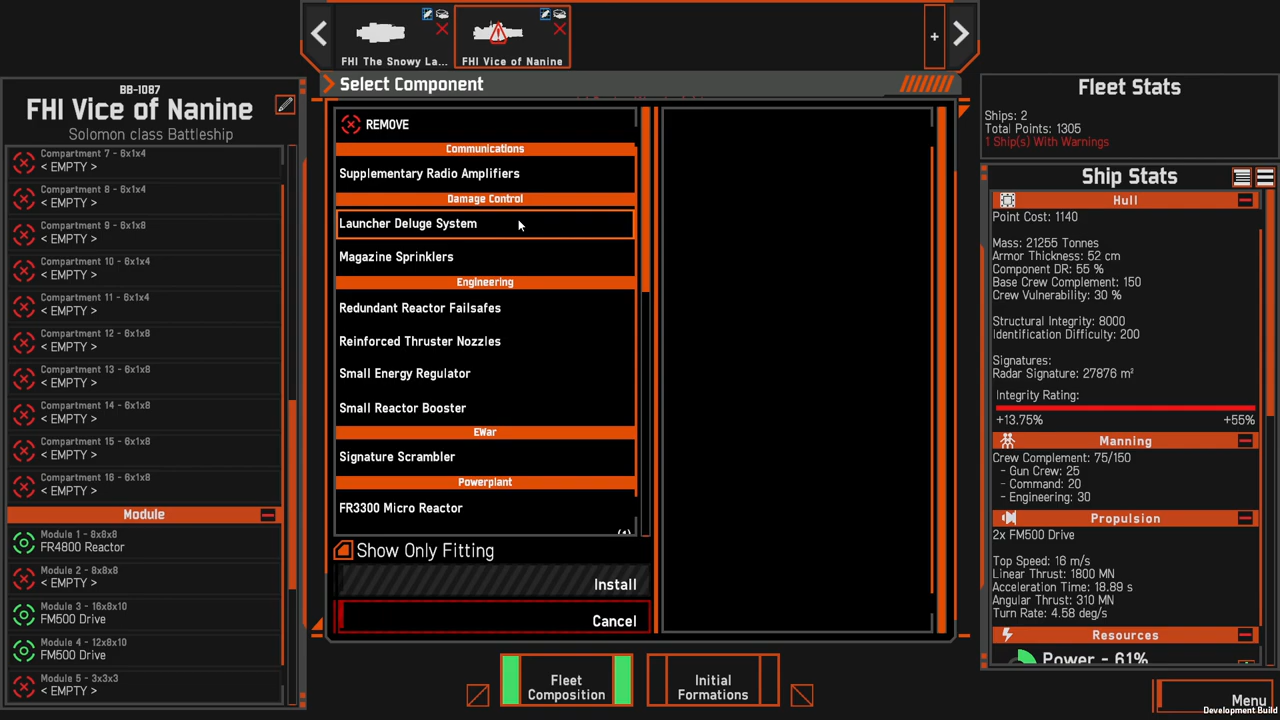 FHI The Snowy La...
FHI Vice of Nanine
+
Select Component
BB-1087
FHI Vice of Nanine
Solomon class Battleship
Compartment 7 - 6x1x4
< EMPTY >
Compartment 8 - 6x1x4
< EMPTY >
Compartment 9 - 6x1x8
< EMPTY >
Compartment 10 - 6x1x4
< EMPTY >
Compartment 11 - 6x1x4
< EMPTY >
Compartment 12 - 6x1x8
< EMPTY >
Compartment 13 - 6x1x8
< EMPTY >
Compartment 14 - 6x1x8
< EMPTY >
Compartment 15 - 6x1x8
< EMPTY >
Compartment 16 - 6x1x8
< EMPTY >
Module
Module 1 - 8x8x8
FR4800 Reactor
Module 2 - 8x8x8
< EMPTY >
Module 3 - 16x8x10
FM500 Drive
Module 4 - 12x8x10
FM500 Drive
Module 5 - 3x3x3
< EMPTY >
REMOVE
Communications
Supplementary Radio Amplifiers
Damage Control
Launcher Deluge System
Magazine Sprinklers
Engineering
Redundant Reactor Failsafes
Reinforced Thruster Nozzles
Small Energy Regulator
Small Reactor Booster
EWar
Signature Scrambler
Powerplant
FR3300 Micro Reactor
Show Only Fitting
Install
Cancel
Fleet
Composition
Initial
Formations
Fleet Stats
Ships: 2
Total Points: 1305
1 Ship(s) With Warnings
Ship Stats
Hull
Point Cost: 1140
Mass: 21255 Tonnes
Armor Thickness: 52 cm
Component DR: 55 %
Base Crew Complement: 150
Crew Vulnerability: 30 %
Structural Integrity: 8000
Identification Difficulty: 200
Signatures:
Radar Signature: 27876 m²
Integrity Rating:
+13.75% +55%
Manning
Crew Complement: 75/150
- Gun Crew: 25
- Command: 20
- Engineering: 30
Propulsion
2x FM500 Drive
Top Speed: 16 m/s
Linear Thrust: 1800 MN
Acceleration Time: 18.89 s
Angular Thrust: 310 MN
Turn Rate: 4.58 deg/s
Resources
Power - 61%
Menu
Development Build